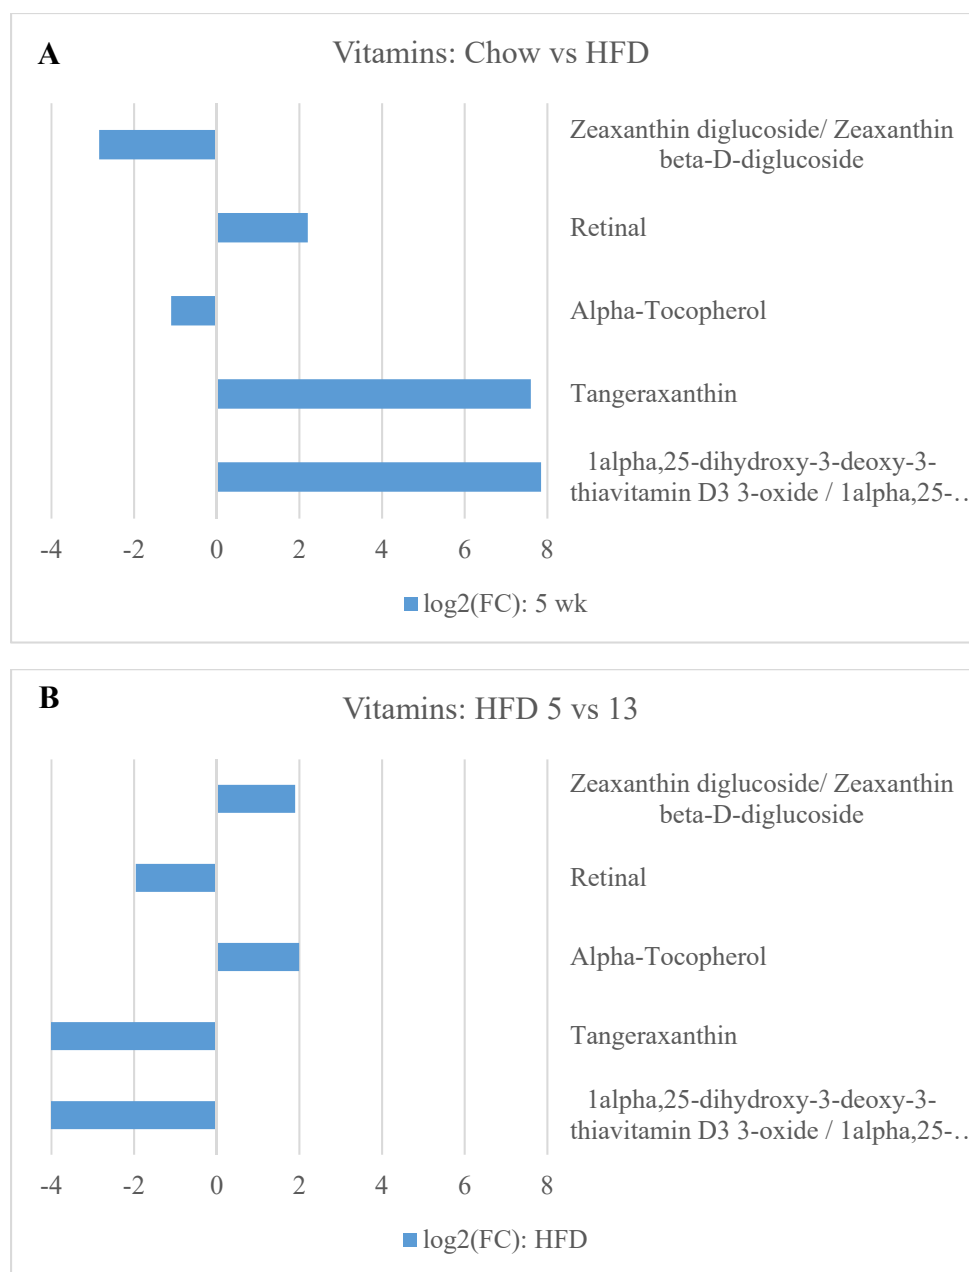 A
Vitamins: Chow vs HFD
Zeaxanthin diglucoside/ Zeaxanthin
beta-D-diglucoside
Retinal
Alpha-Tocopherol
Tangeraxanthin
1alpha,25-dihydroxy-3-deoxy-3-
thiavitamin D3 3-oxide / 1alpha,25-…
-4 -2 0 2 4 6 8
log2(FC): 5 wk
B
Vitamins: HFD 5 vs 13
Zeaxanthin diglucoside/ Zeaxanthin
beta-D-diglucoside
Retinal
Alpha-Tocopherol
Tangeraxanthin
1alpha,25-dihydroxy-3-deoxy-3-
thiavitamin D3 3-oxide / 1alpha,25-…
-4 -2 0 2 4 6 8
log2(FC): HFD